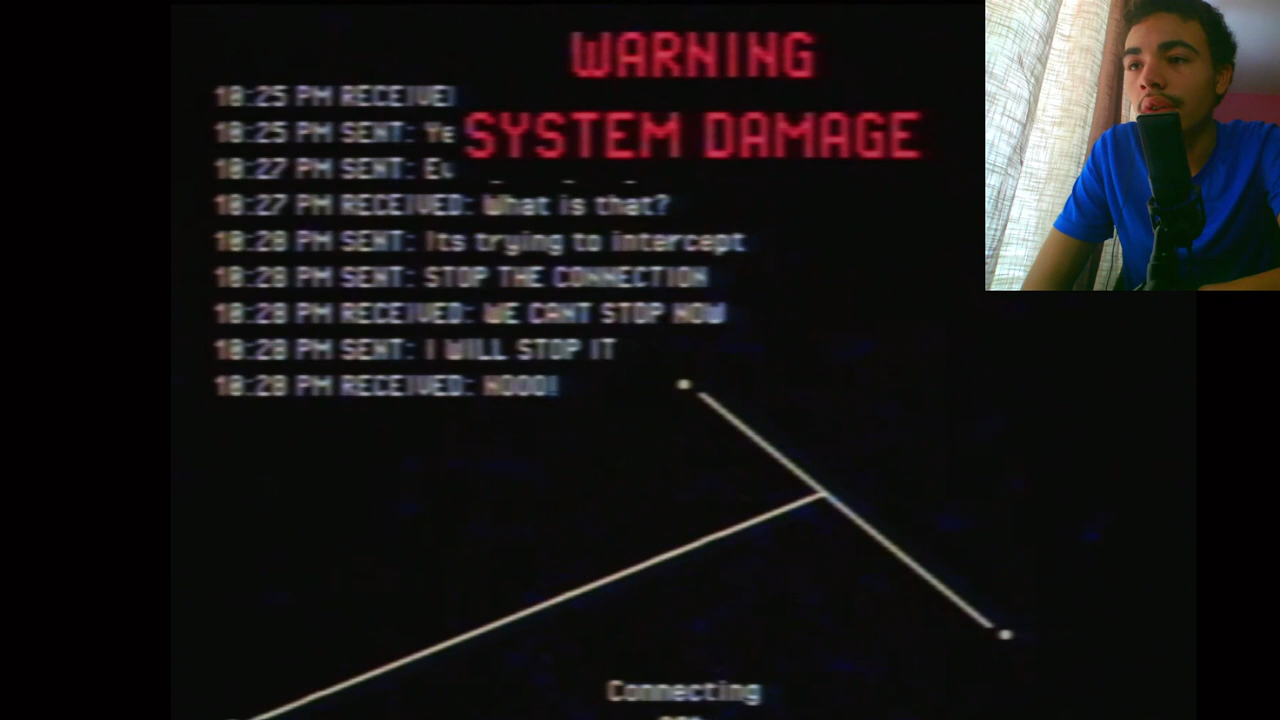 WARNING
SYSTEM DAMAGE
10:25 PM RECEIVE
10:25 PM SENT: Ye
10:27 PM SENT: Ev
10:27 PM RECEIVED: What is that?
10:28 PM SENT: Its trying to intercept
10:28 PM SENT: STOP THE CONNECTION
10:28 PM RECEIVED: WE CANT STOP NOW
10:28 PM SENT: I WILL STOP IT
10:28 PM RECEIVED: NOOO!
Connecting